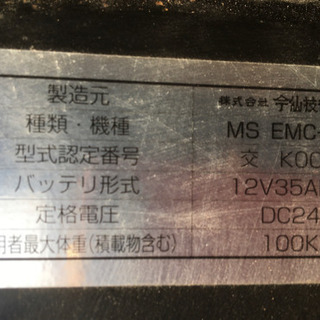 製造元 株式会社 今仙技
種類・機種 MS EMC-
型式認定番号 交 K00
バッテリ形式 12V35A
定格電圧 DC24
用者最大体重(積載物含む) 100K